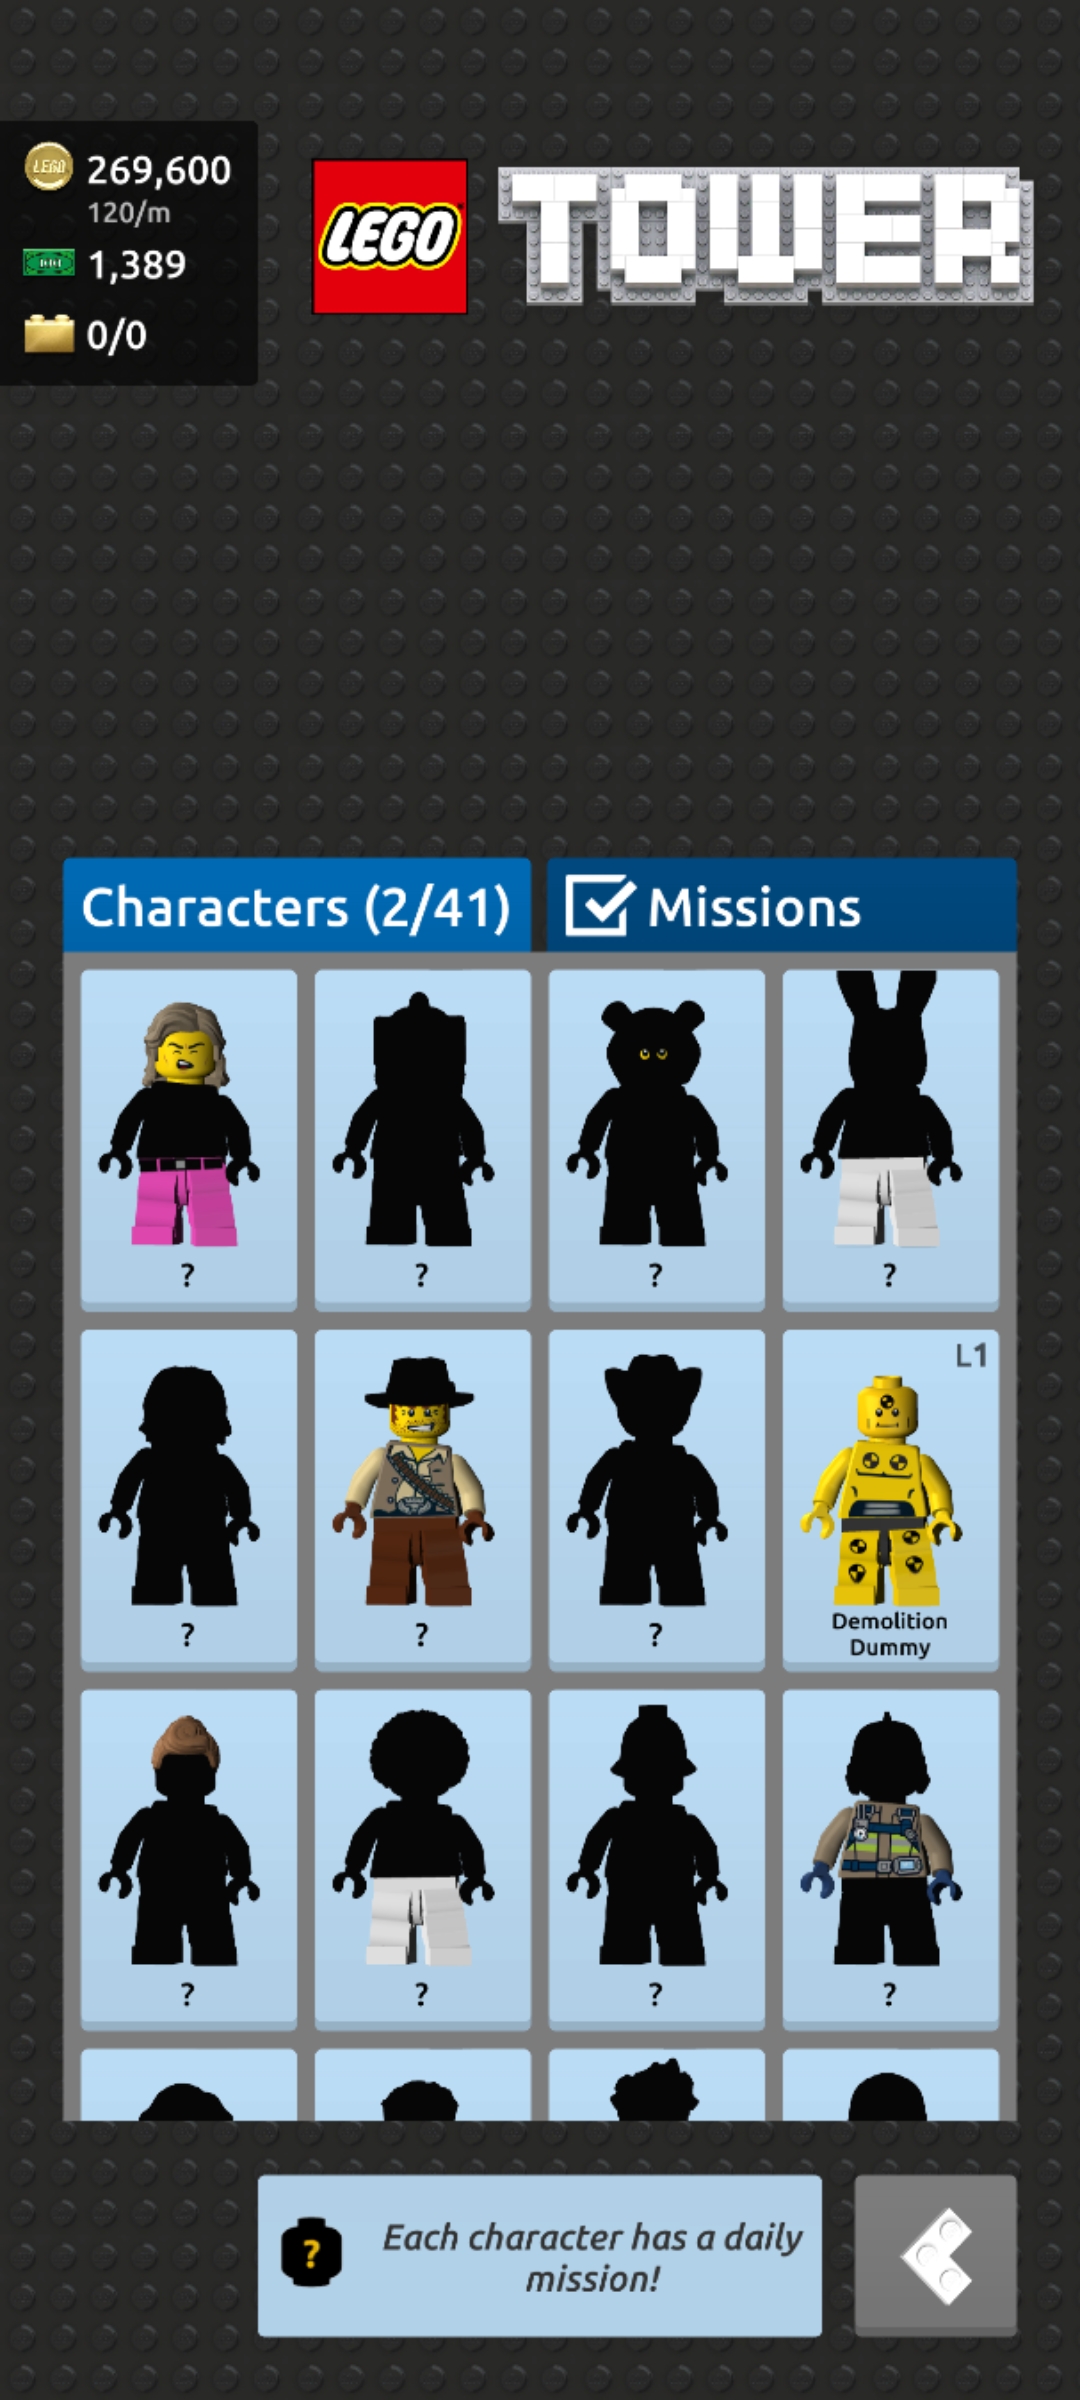 LEGO
269,600
120/m
1,389
0/0
LEGO
TOWER
Characters (2/41)
Missions
?
?
?
?
L1
?
?
?
Demolition
Dummy
?
?
?
?
?
Each character has a daily
mission!